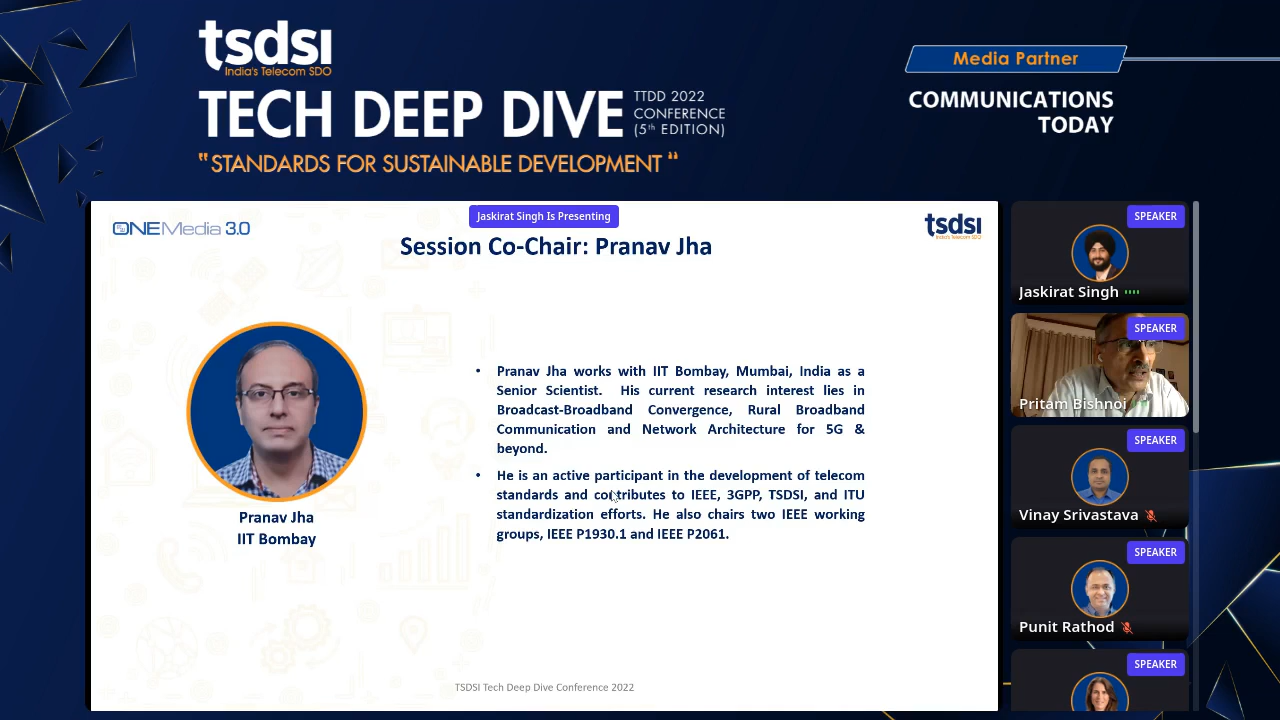 tsdsi
India's Telecom SDO
TECH DEEP DIVE
TTDD 2022
CONFERENCE
(5th EDITION)
"STANDARDS FOR SUSTAINABLE DEVELOPMENT "
Media Partner
COMMUNICATIONS
TODAY
Jaskirat Singh Is Presenting
ONEMedia 3.0
tsdsi
India's Telecom SDO
Session Co-Chair: Pranav Jha
Pranav Jha
IIT Bombay
• Pranav Jha works with IIT Bombay, Mumbai, India as a
Senior Scientist. His current research interest lies in
Broadcast-Broadband Convergence, Rural Broadband
Communication and Network Architecture for 5G &
beyond.
• He is an active participant in the development of telecom
standards and contributes to IEEE, 3GPP, TSDSI, and ITU
standardization efforts. He also chairs two IEEE working
groups, IEEE P1930.1 and IEEE P2061.
TSDSI Tech Deep Dive Conference 2022
SPEAKER
Jaskirat Singh
SPEAKER
Pritam Bishnoi
SPEAKER
Vinay Srivastava
SPEAKER
Punit Rathod
SPEAKER